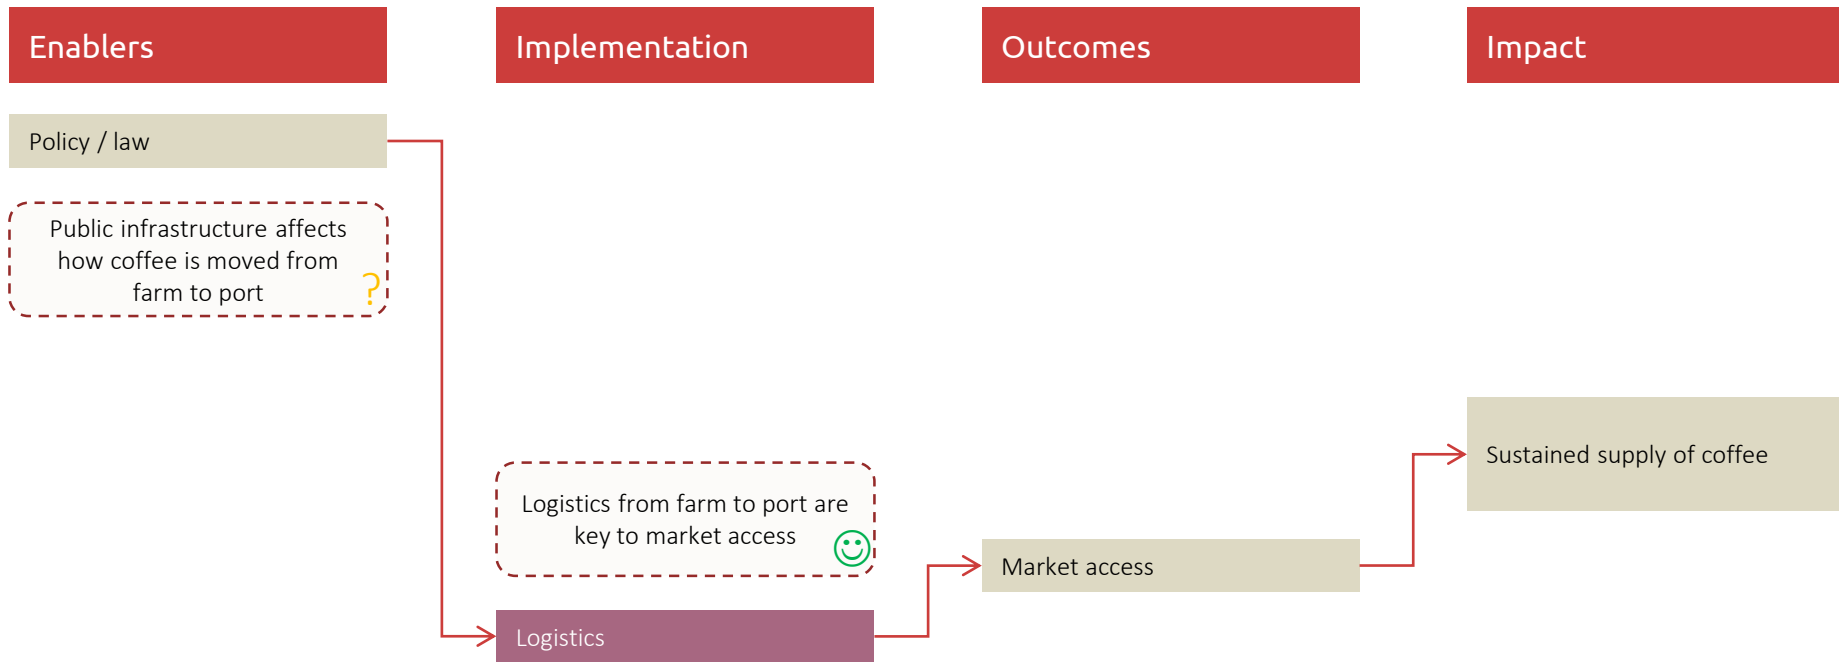 Enablers
Implementation
Outcomes
Impact
Policy / law
Public infrastructure affects
how coffee is moved from
farm to port
?
Logistics from farm to port are
key to market access
Logistics
Market access
Sustained supply of coffee